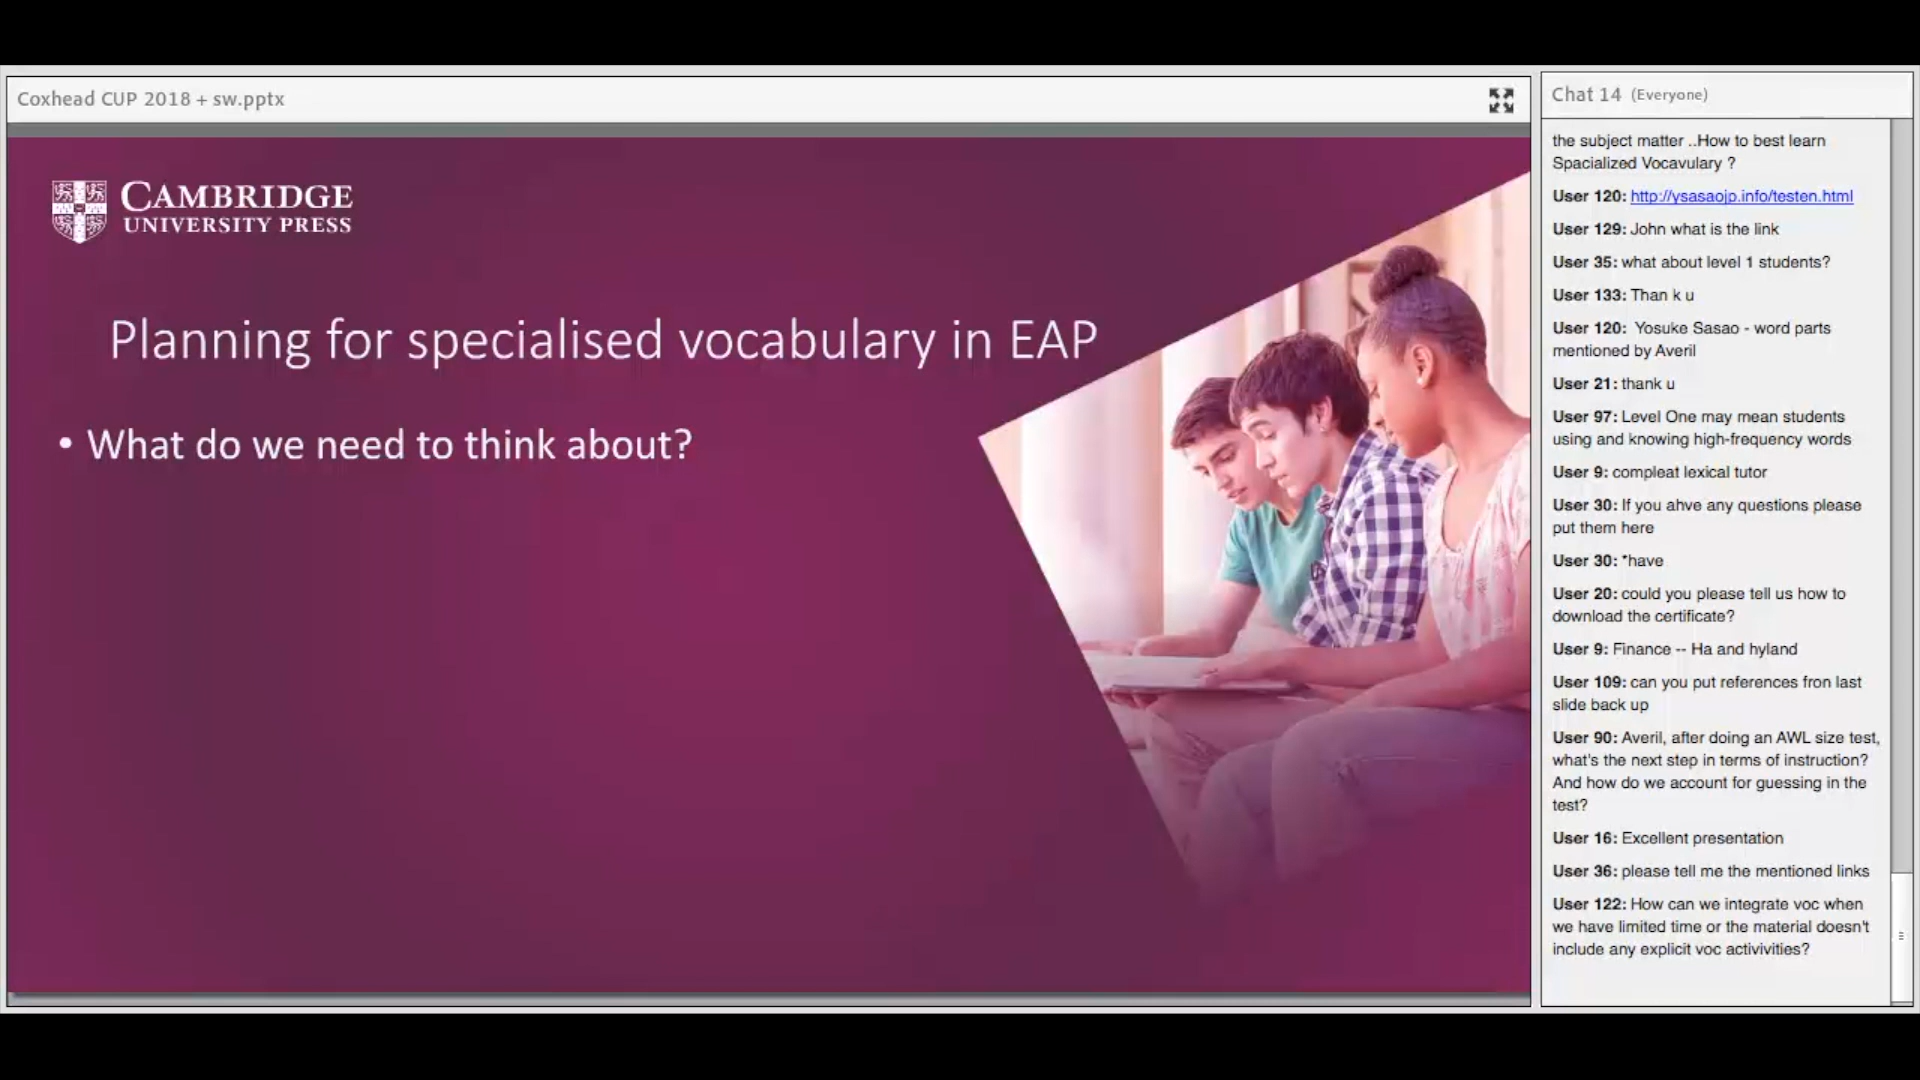 Coxhead CUP 2018 + sw.pptx
CAMBRIDGE
UNIVERSITY PRESS
Planning for specialised vocabulary in EAP
• What do we need to think about?
Chat 14 (Everyone)
the subject matter ..How to best learn
Spacialized Vocavulary ?
User 120: http://ysasaojp.info/testen.html
User 129: John what is the link
User 35: what about level 1 students?
User 133: Than k u
User 120: Yosuke Sasao - word parts
mentioned by Averil
User 21: thank u
User 97: Level One may mean students
using and knowing high-frequency words
User 9: compleat lexical tutor
User 30: If you ahve any questions please
put them here
User 30: *have
User 20: could you please tell us how to
download the certificate?
User 9: Finance -- Ha and hyland
User 109: can you put references fron last
slide back up
User 90: Averil, after doing an AWL size test,
what's the next step in terms of instruction?
And how do we account for guessing in the
test?
User 16: Excellent presentation
User 36: please tell me the mentioned links
User 122: How can we integrate voc when
we have limited time or the material doesn't
include any explicit voc activivities?